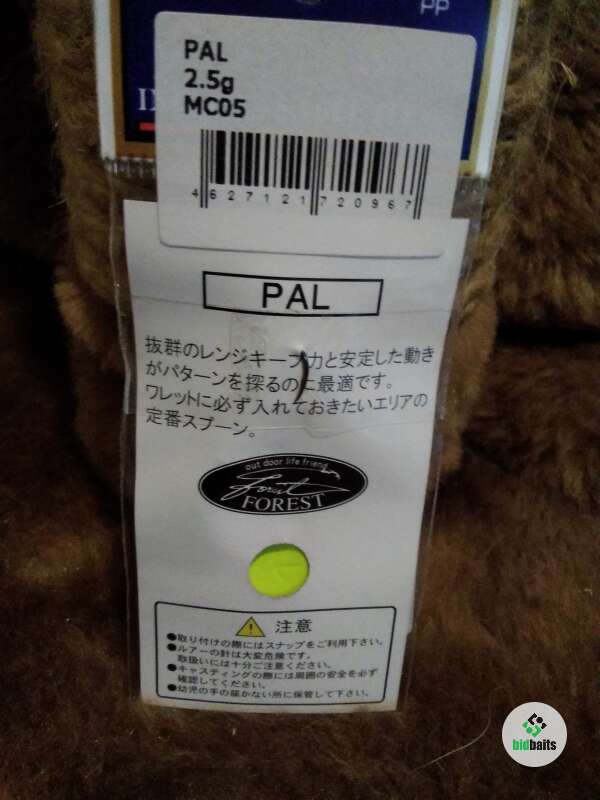 PP
PAL
2.5g
MC05
4627121720967
PAL
抜群のレンジキープ力と安定した動き
がパターンを探るのに最適です。
ワレットに必ず入れておきたいエリアの
定番スプーン。
out door life friend
Forest
FOREST
注意
●取り付けの際にはスナップをご利用下さい。
●ルアーの針は大変危険です。
取扱いには十分ご注意ください。
●キャスティングの際には周囲の安全を必ず
確認してください。
●幼児の手の届かない所に保管して下さい。
bidbaits